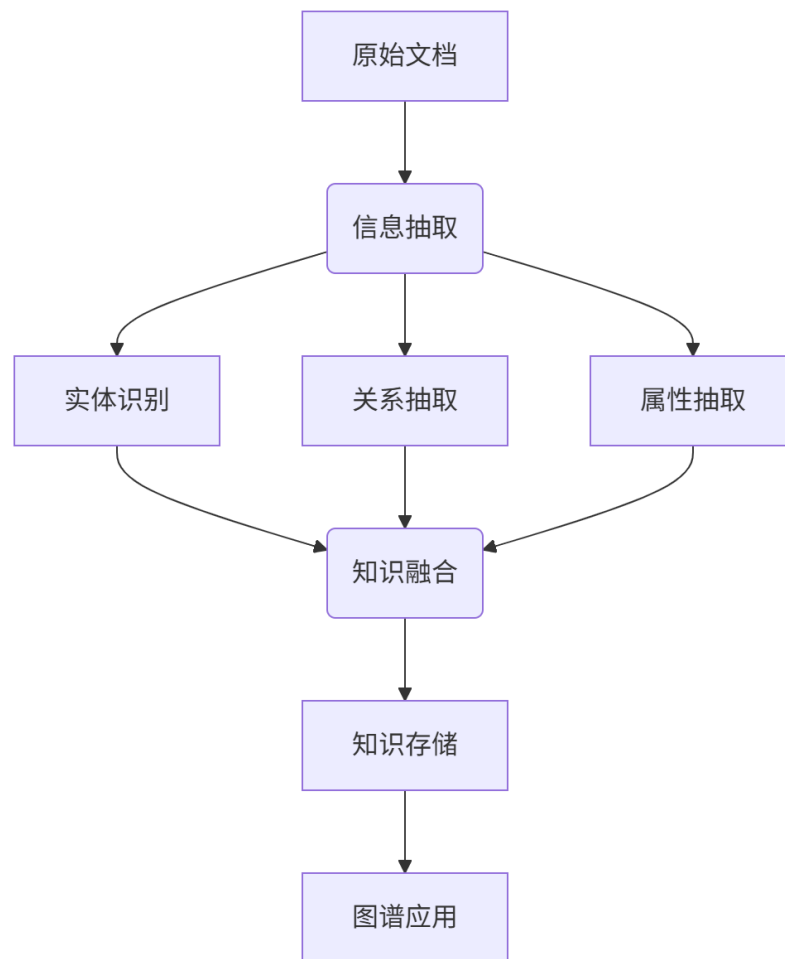 原始文档
信息抽取
实体识别
关系抽取
属性抽取
知识融合
知识存储
图谱应用